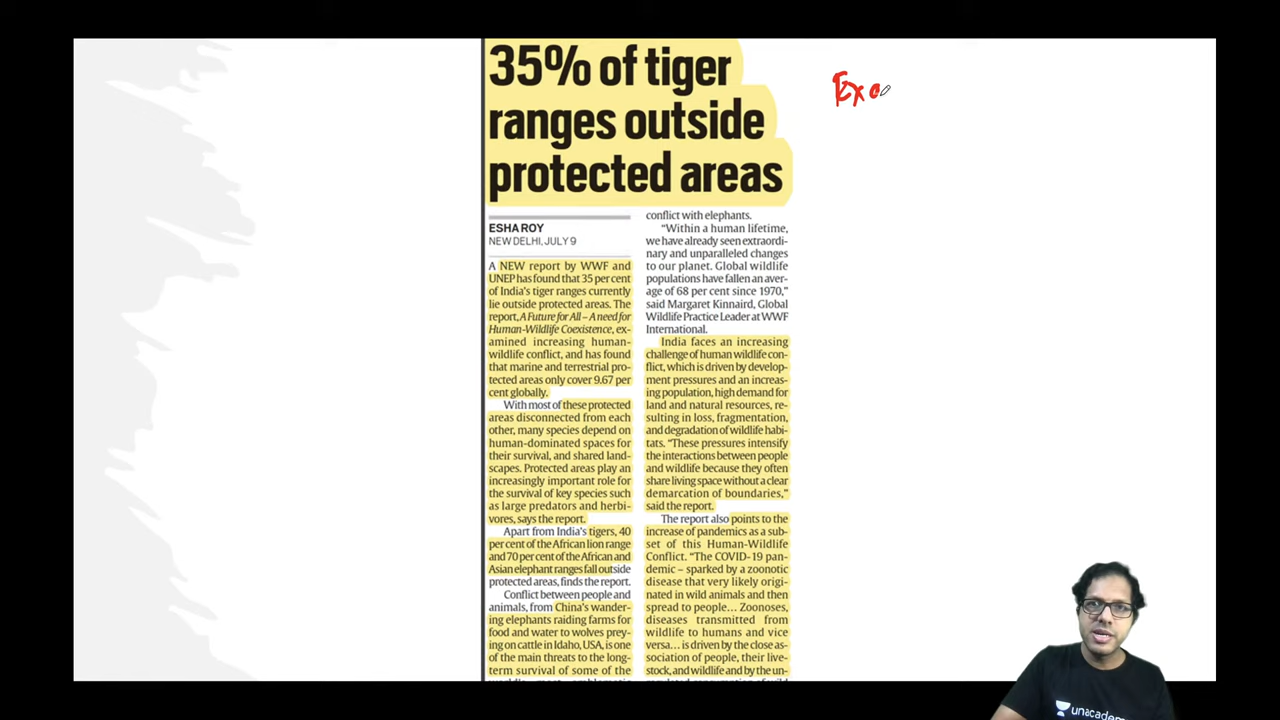 35% of tiger
ranges outside
protected areas
Exa
ESHA ROY
NEW DELHI, JULY 9
A NEW report by WWF and
UNEP has found that 35 per cent
of India's tiger ranges currently
lie outside protected areas. The
report, A Future for All – A need for
Human-Wildlife Coexistence, ex-
amined increasing human-
wildlife conflict, and has found
that marine and terrestrial pro-
tected areas only cover 9.67 per
cent globally.
With most of these protected
areas disconnected from each
other, many species depend on
human-dominated spaces for
their survival, and shared land-
scapes. Protected areas play an
increasingly important role for
the survival of key species such
as large predators and herbi-
vores, says the report.
Apart from India's tigers, 40
per cent of the African lion range
and 70 per cent of the African and
Asian elephant ranges fall outside
protected areas, finds the report.
Conflict between people and
animals, from China's wander-
ing elephants raiding farms for
food and water to wolves prey-
ing on cattle in Idaho, USA, is one
of the main threats to the long-
term survival of some of the
conflict with elephants.
“Within a human lifetime,
we have already seen extraordi-
nary and unparalleled changes
to our planet. Global wildlife
populations have fallen an aver-
age of 68 per cent since 1970,”
said Margaret Kinnaird, Global
Wildlife Practice Leader at WWF
International.
India faces an increasing
challenge of human wildlife con-
flict, which is driven by develop-
ment pressures and an increas-
ing population, high demand for
land and natural resources, re-
sulting in loss, fragmentation,
and degradation of wildlife habi-
tats. “These pressures intensify
the interactions between people
and wildlife because they often
share living space without a clear
demarcation of boundaries,”
said the report.
The report also points to the
increase of pandemics as a sub-
set of this Human-Wildlife
Conflict. “The COVID-19 pan-
demic – sparked by a zoonotic
disease that very likely origi-
nated in wild animals and then
spread to people... Zoonoses,
diseases transmitted from
wildlife to humans and vice
versa... is driven by the close as-
sociation of people, their live-
stock, and wildlife and by the un-
unacadem